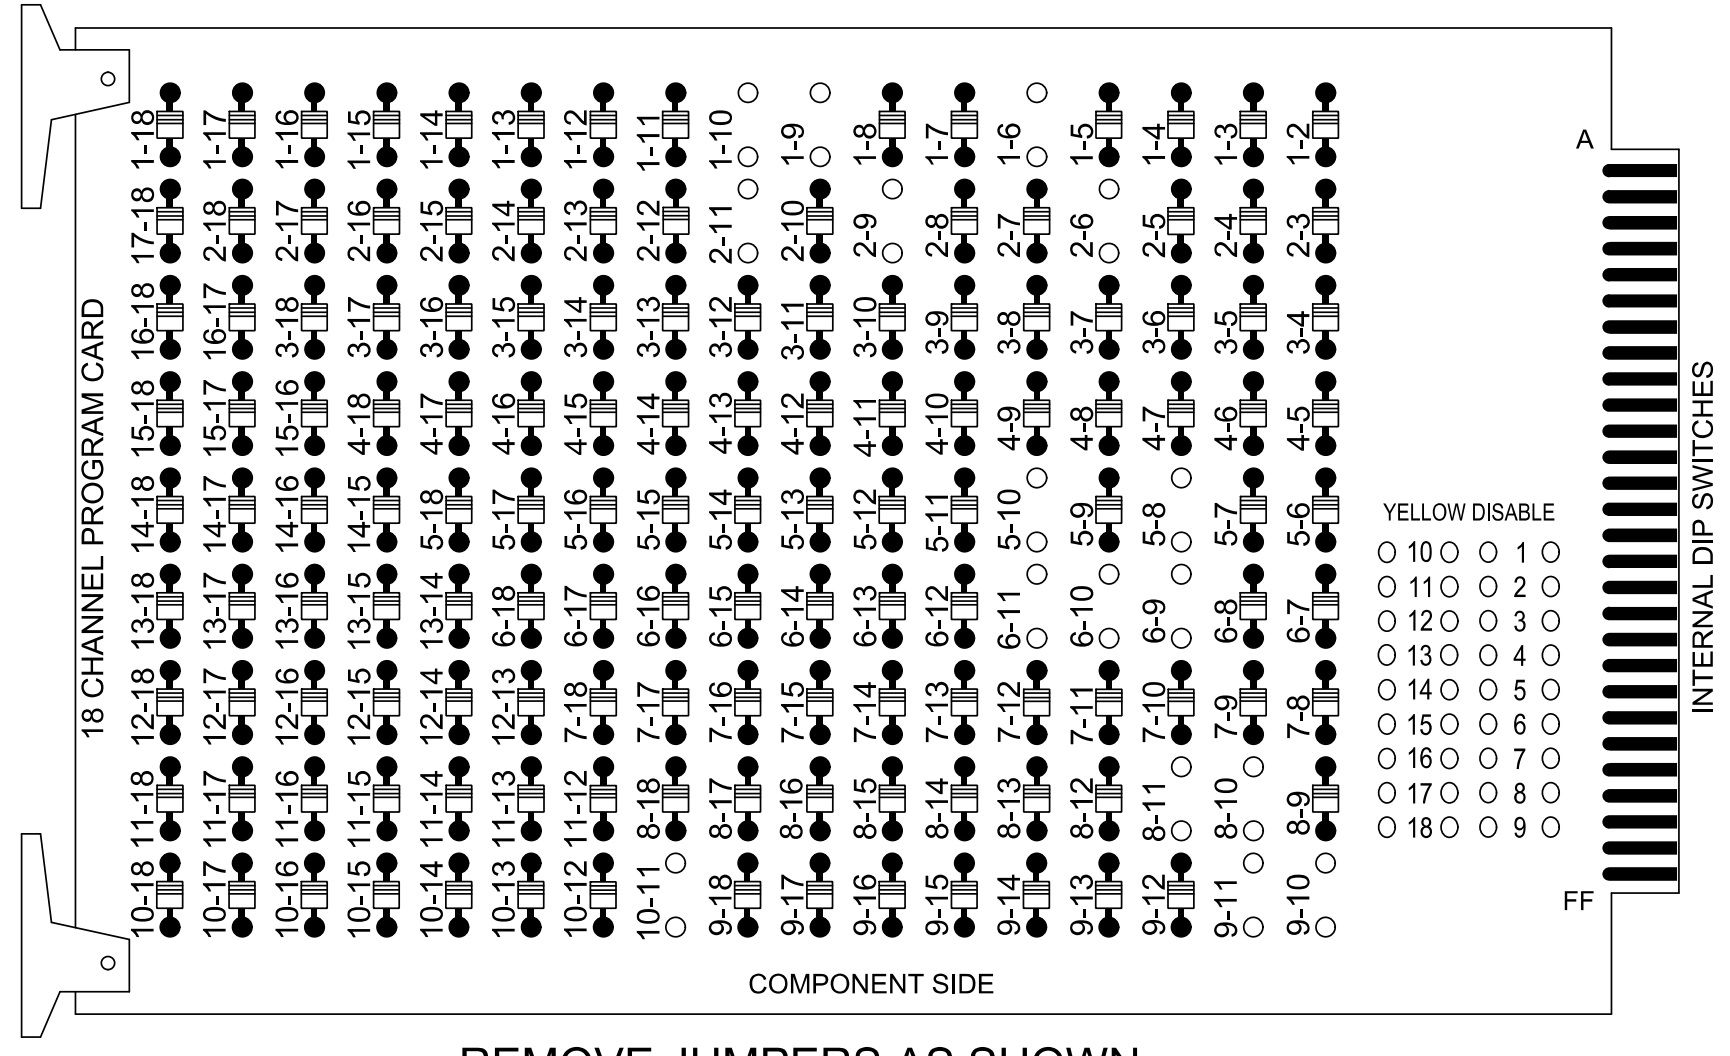 18 CHANNEL PROGRAM CARD
1-18 1-17 1-16 1-15 1-14 1-13 1-12 1-11 1-10 1-9 1-8 1-7 1-6 1-5 1-4 1-3 1-2
17-18 2-18 2-17 2-16 2-15 2-14 2-13 2-12 2-11 2-10 2-9 2-8 2-7 2-6 2-5 2-4 2-3
16-18 16-17 3-18 3-17 3-16 3-15 3-14 3-13 3-12 3-11 3-10 3-9 3-8 3-7 3-6 3-5 3-4
15-18 15-17 15-16 4-18 4-17 4-16 4-15 4-14 4-13 4-12 4-11 4-10 4-9 4-8 4-7 4-6 4-5
14-18 14-17 14-16 14-15 5-18 5-17 5-16 5-15 5-14 5-13 5-12 5-11 5-10 5-9 5-8 5-7 5-6
13-18 13-17 13-16 13-15 13-14 6-18 6-17 6-16 6-15 6-14 6-13 6-12 6-11 6-10 6-9 6-8 6-7
12-18 12-17 12-16 12-15 12-14 12-13 7-18 7-17 7-16 7-15 7-14 7-13 7-12 7-11 7-10 7-9 7-8
11-18 11-17 11-16 11-15 11-14 11-13 11-12 8-18 8-17 8-16 8-15 8-14 8-13 8-12 8-11 8-10 8-9
10-18 10-17 10-16 10-15 10-14 10-13 10-12 10-11 9-18 9-17 9-16 9-15 9-14 9-13 9-12 9-11 9-10
A
YELLOW DISABLE
10 1
11 2
12 3
13 4
14 5
15 6
16 7
17 8
18 9
FF
INTERNAL DIP SWITCHES
COMPONENT SIDE
REMOVE JUMPERS AS SHOWN